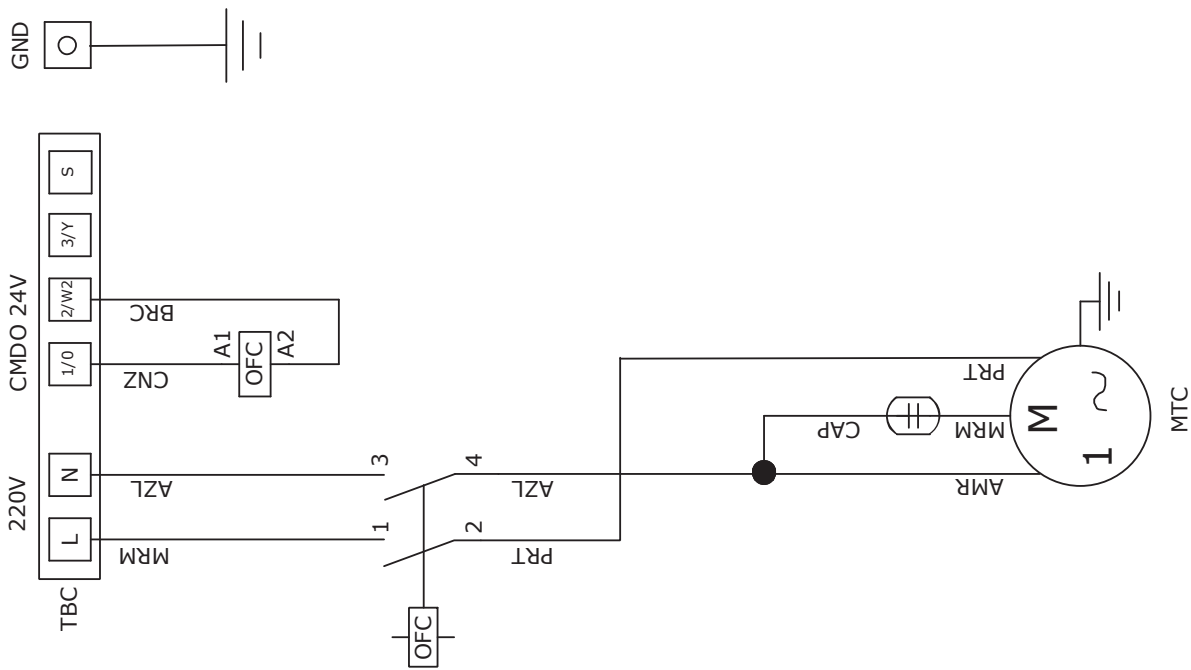 GND
CMDO 24V
220V
TBC
L
N
1/0
2/W2
3/Y
S
MRM
AZL
CNZ
BRC
A1
OFC
A2
1
3
2
4
OFC
PRT
AZL
CAP
PRT
MRM
AMR
M
1
MTC